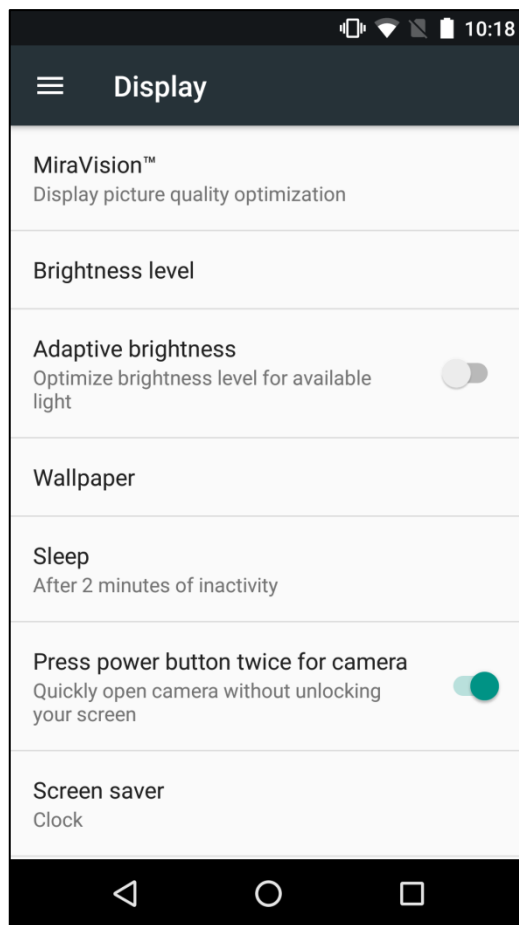 10:18
Display
MiraVision™
Display picture quality optimization
Brightness level
Adaptive brightness
Optimize brightness level for available
light
Wallpaper
Sleep
After 2 minutes of inactivity
Press power button twice for camera
Quickly open camera without unlocking
your screen
Screen saver
Clock